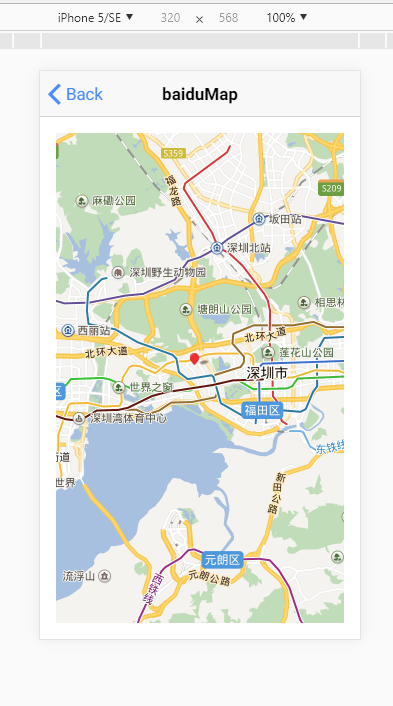 iPhone 5/SE ▼ 320 × 568 100% ▼
Back baiduMap
S359
S209
福龙路
麻磡公园
坂田站
深圳北站
深圳野生动物园
相思林
塘朗山公园
西丽站
北环大道
北环大道
莲花山公园
深圳市
世界之窗
区
福田区
深圳湾体育中心
东铁线
街道
世界
新田公路
元朗区
流浮山
西铁线
元朗公路